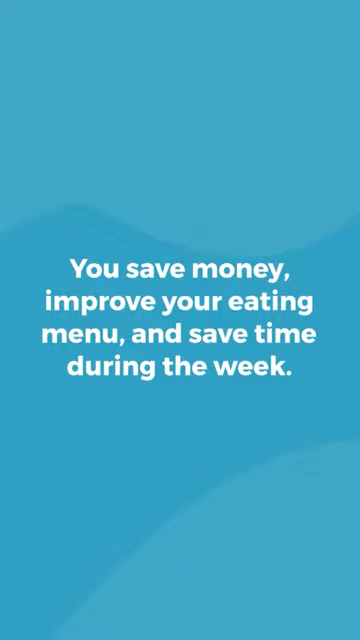 You save money,
improve your eating
menu, and save time
during the week.